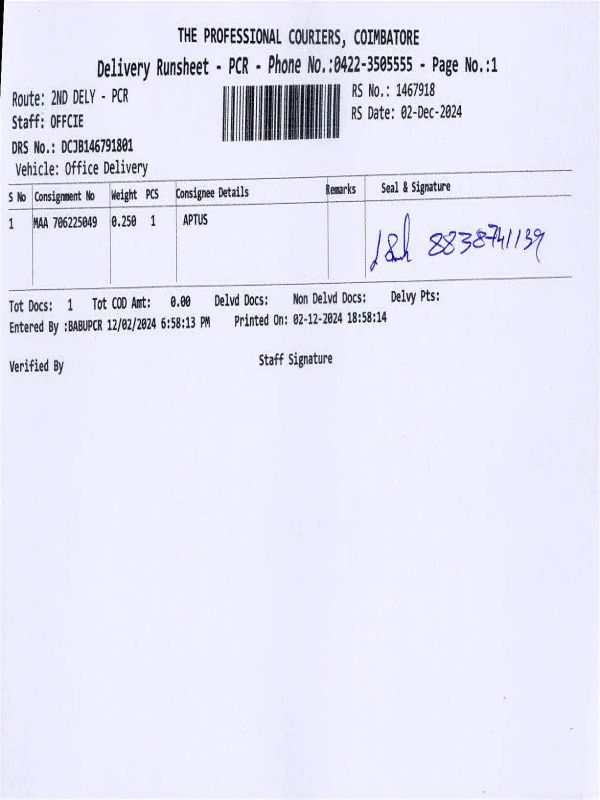 THE PROFESSIONAL COURIERS, COIMBATORE
Delivery Runsheet - PCR - Phone No.:0422-3505555 - Page No.:1
Route: 2ND DELY - PCR
RS No.: 1467918
Staff: OFFCIE
RS Date: 02-Dec-2024
DRS No.: DCJB146791801
Vehicle: Office Delivery
S No Consignment No Weight PCS Consignee Details Remarks Seal & Signature
1 MAA 706225049 0.250 1 APTUS
8838741139
Tot Docs: 1 Tot COD Amt: 0.00 Delvd Docs: Non Delvd Docs: Delvy Pts:
Entered By :BABUPCR 12/02/2024 6:58:13 PM Printed On: 02-12-2024 18:58:14
Verified By
Staff Signature